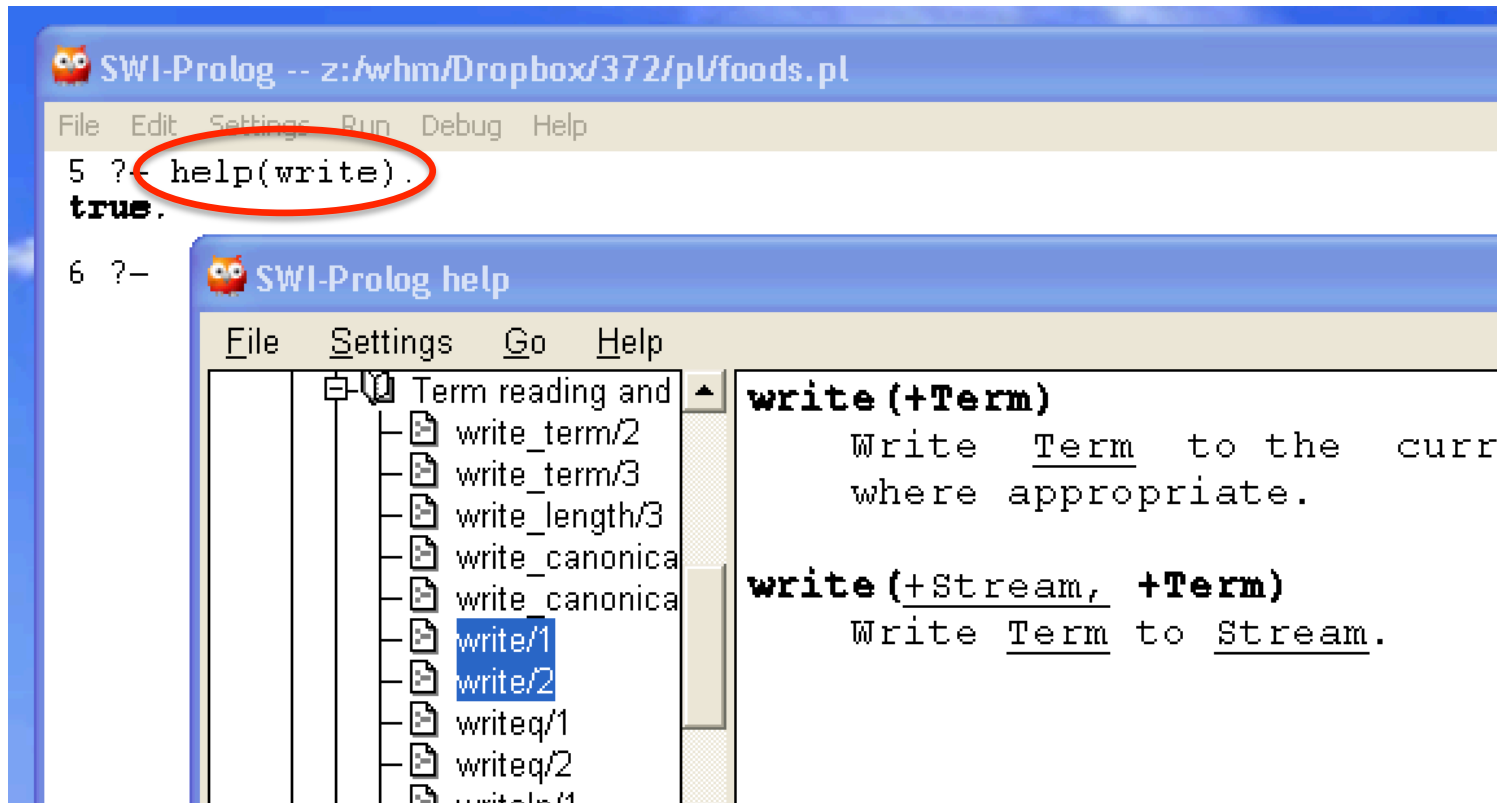 SWI-Prolog -- z:/whm/Dropbox/372/pl/foods.pl
File Edit Settings Run Debug Help
5 ?- help(write).
true.
6 ?-
SWI-Prolog help
File Settings Go Help
Term reading and
write_term/2
write_term/3
write_length/3
write_canonica
write_canonica
write/1
write/2
writeq/1
writeq/2
write(+Term)
Write Term to the curr
where appropriate.
write(+Stream, +Term)
Write Term to Stream.